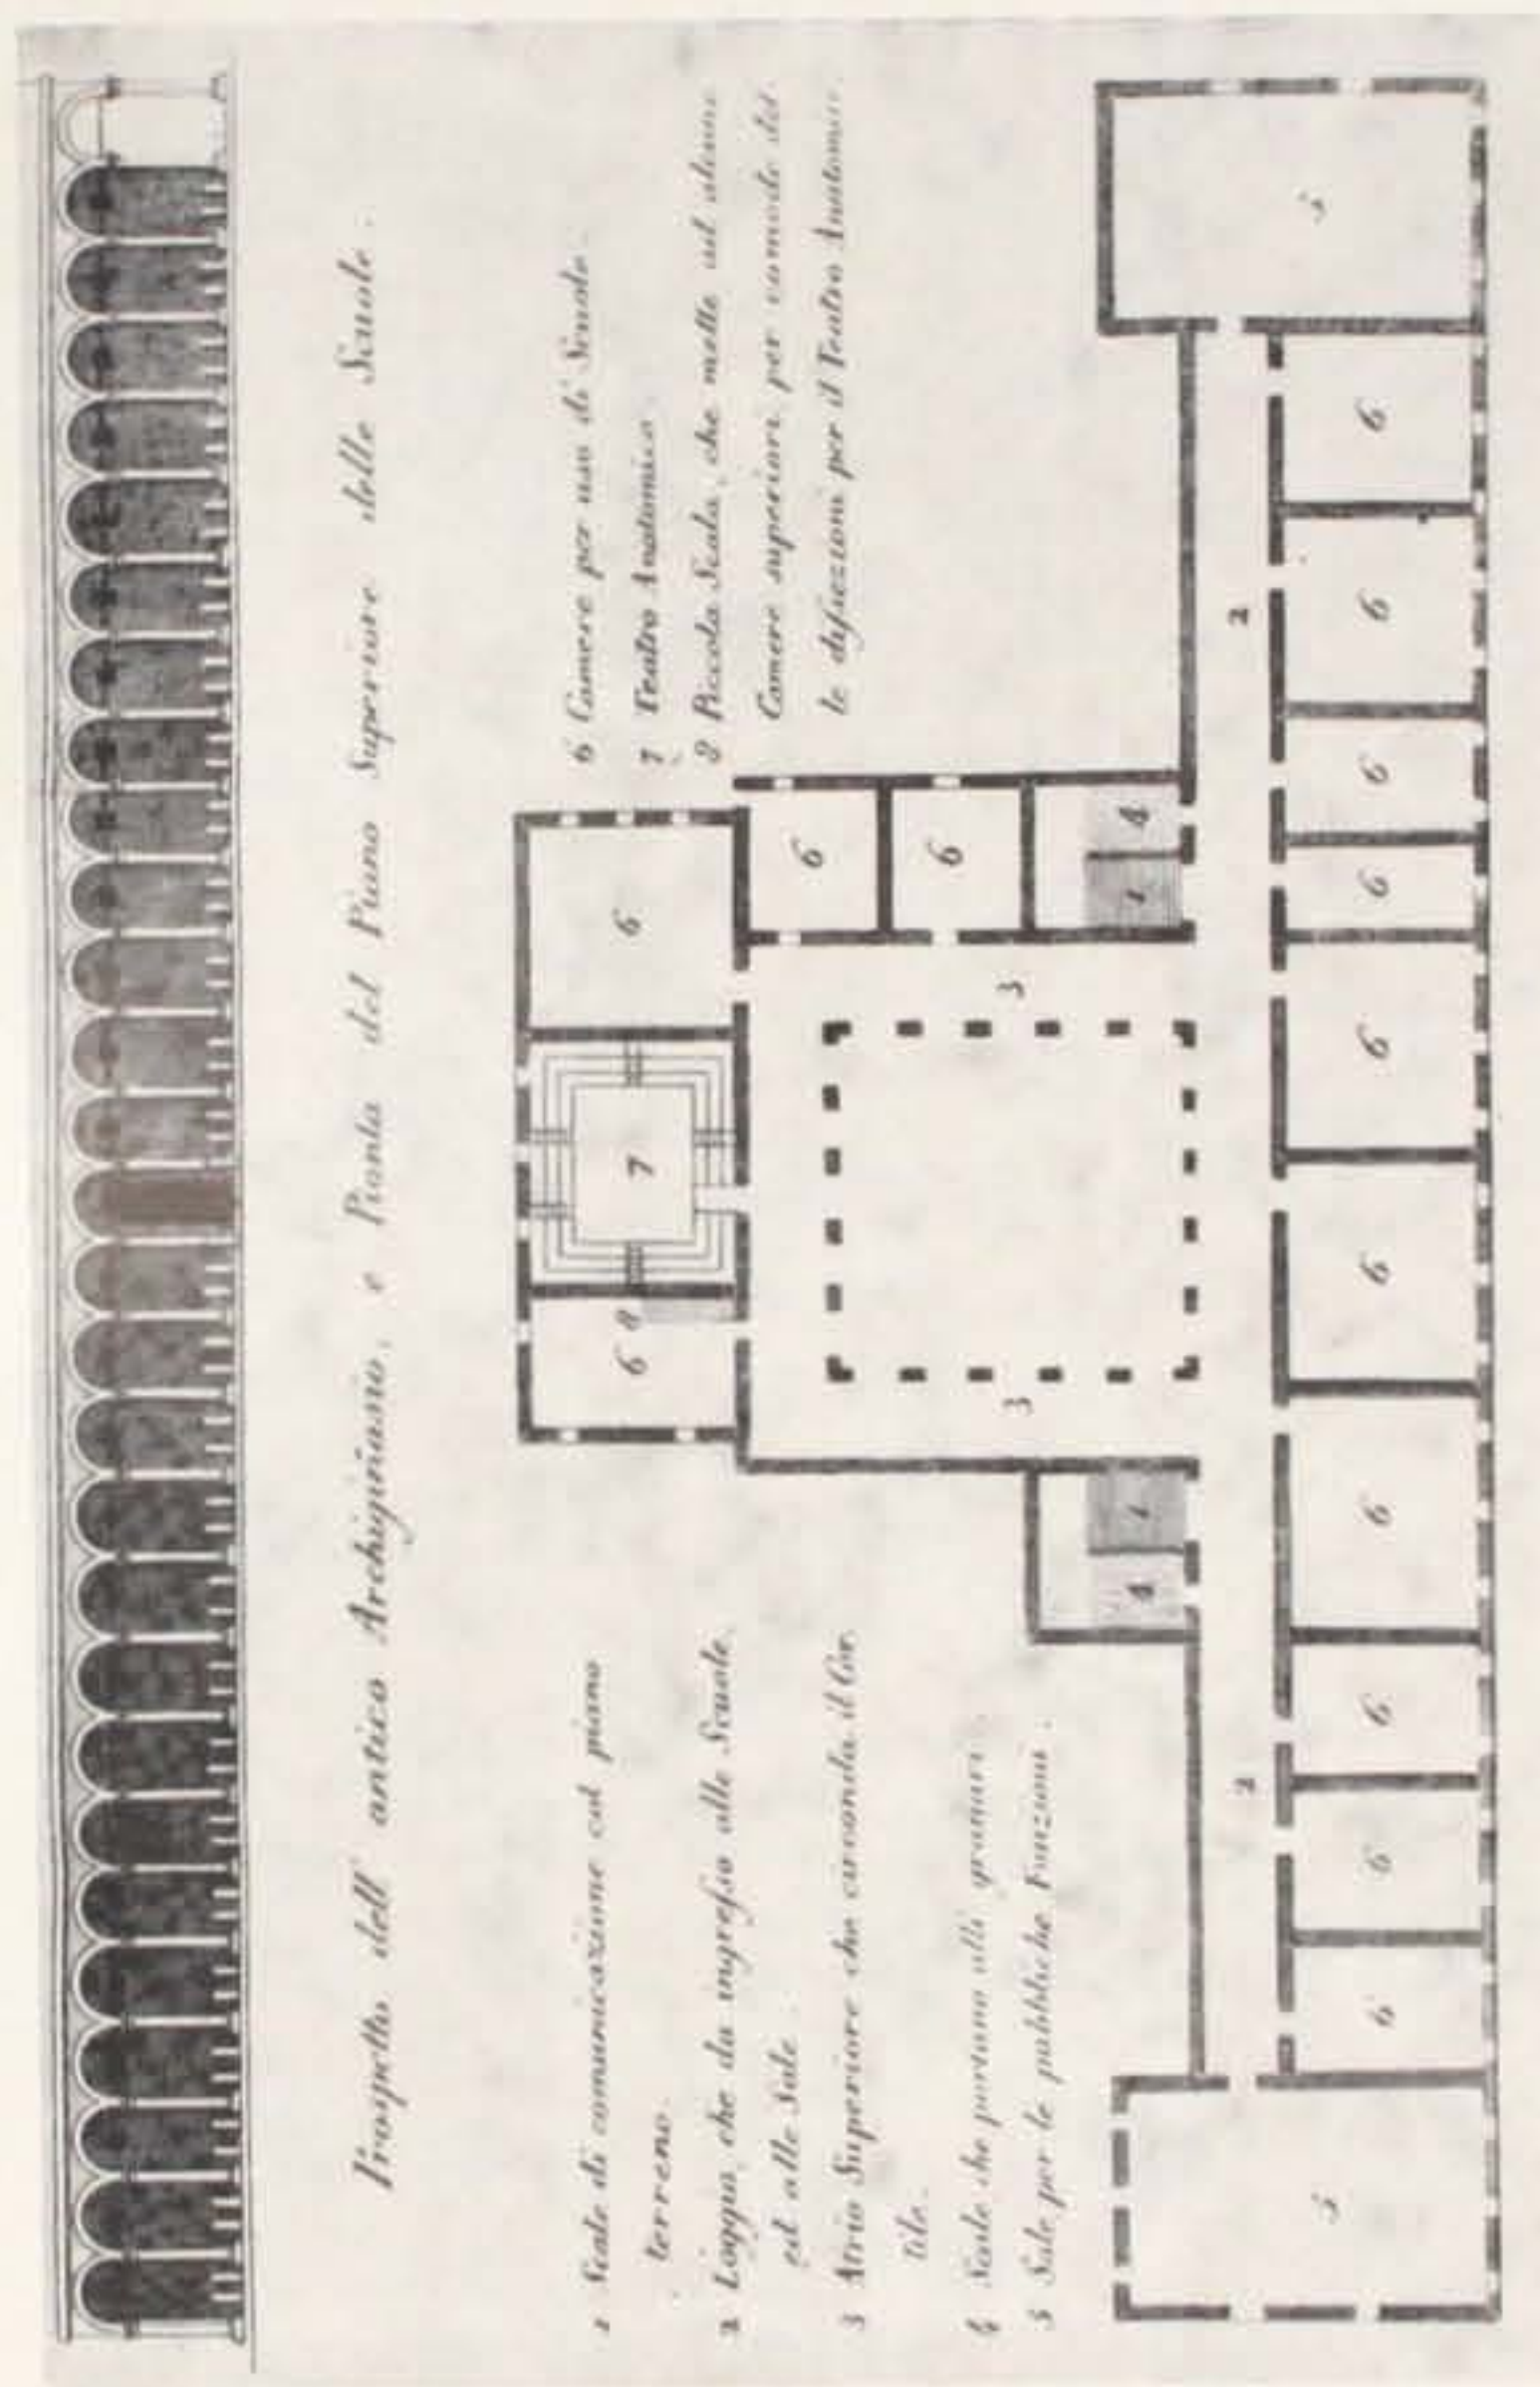 Prospetto dell' antico Archiginnasio, e Pianta del Piano Superiore delle Scuole.
1 Scale di comunicazione col piano
terreno.
2 Loggia, che da ingresso alle Scuole,
ed alle Sale.
3 Atrio Superiore che circonda il Cor-
tile.
4 Scale che portano alli granari.
5 Sale per le pubbliche Funzioni.
6 Camere per uso di Scuole.
7 Teatro Anatomico.
8 Piccola Scala, che mette ad alcune
Camere superiori per comodo del-
le disfezioni per il Teatro Anatomico.
6 8
7
6
6
6
3
3
4
1
1
4
2
2
5
6
6
6
6
6
6
6
6
6
6
5